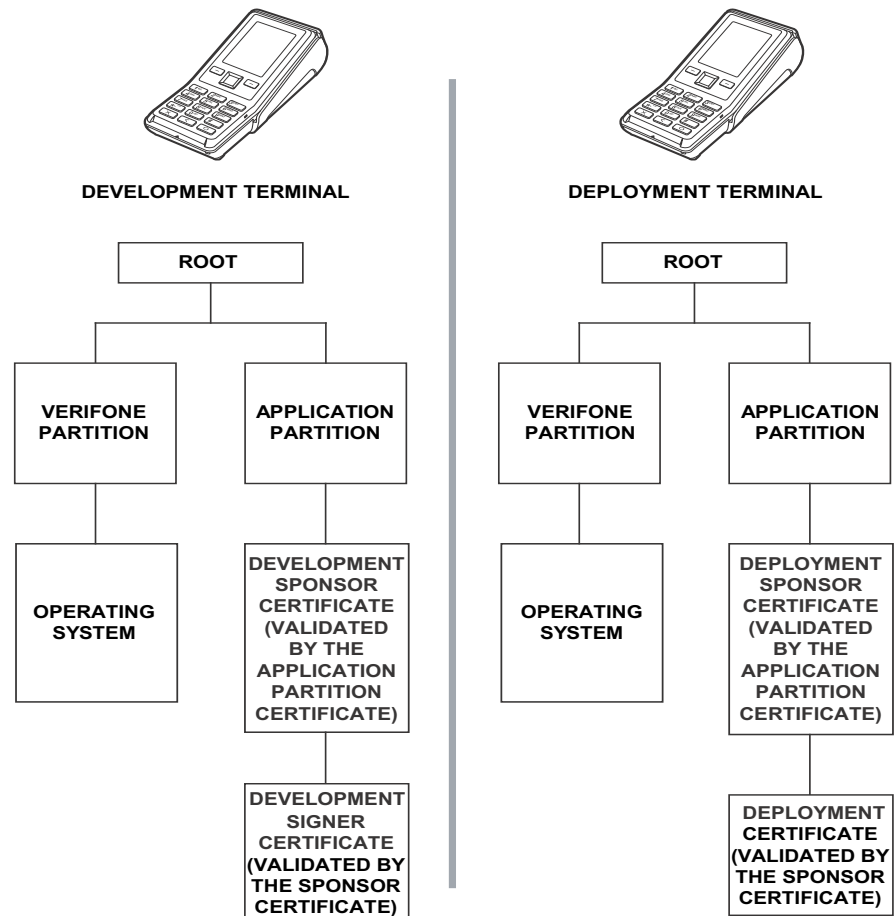 DEVELOPMENT TERMINAL
ROOT
VERIFONE
PARTITION
APPLICATION
PARTITION
OPERATING
SYSTEM
DEVELOPMENT
SPONSOR
CERTIFICATE
(VALIDATED
BY THE
APPLICATION
PARTITION
CERTIFICATE)
DEVELOPMENT
SIGNER
CERTIFICATE
(VALIDATED BY
THE SPONSOR
CERTIFICATE)
DEPLOYMENT TERMINAL
ROOT
VERIFONE
PARTITION
APPLICATION
PARTITION
OPERATING
SYSTEM
DEPLOYMENT
SPONSOR
CERTIFICATE
(VALIDATED
BY THE
APPLICATION
PARTITION
CERTIFICATE)
DEPLOYMENT
CERTIFICATE
(VALIDATED BY
THE SPONSOR
CERTIFICATE)